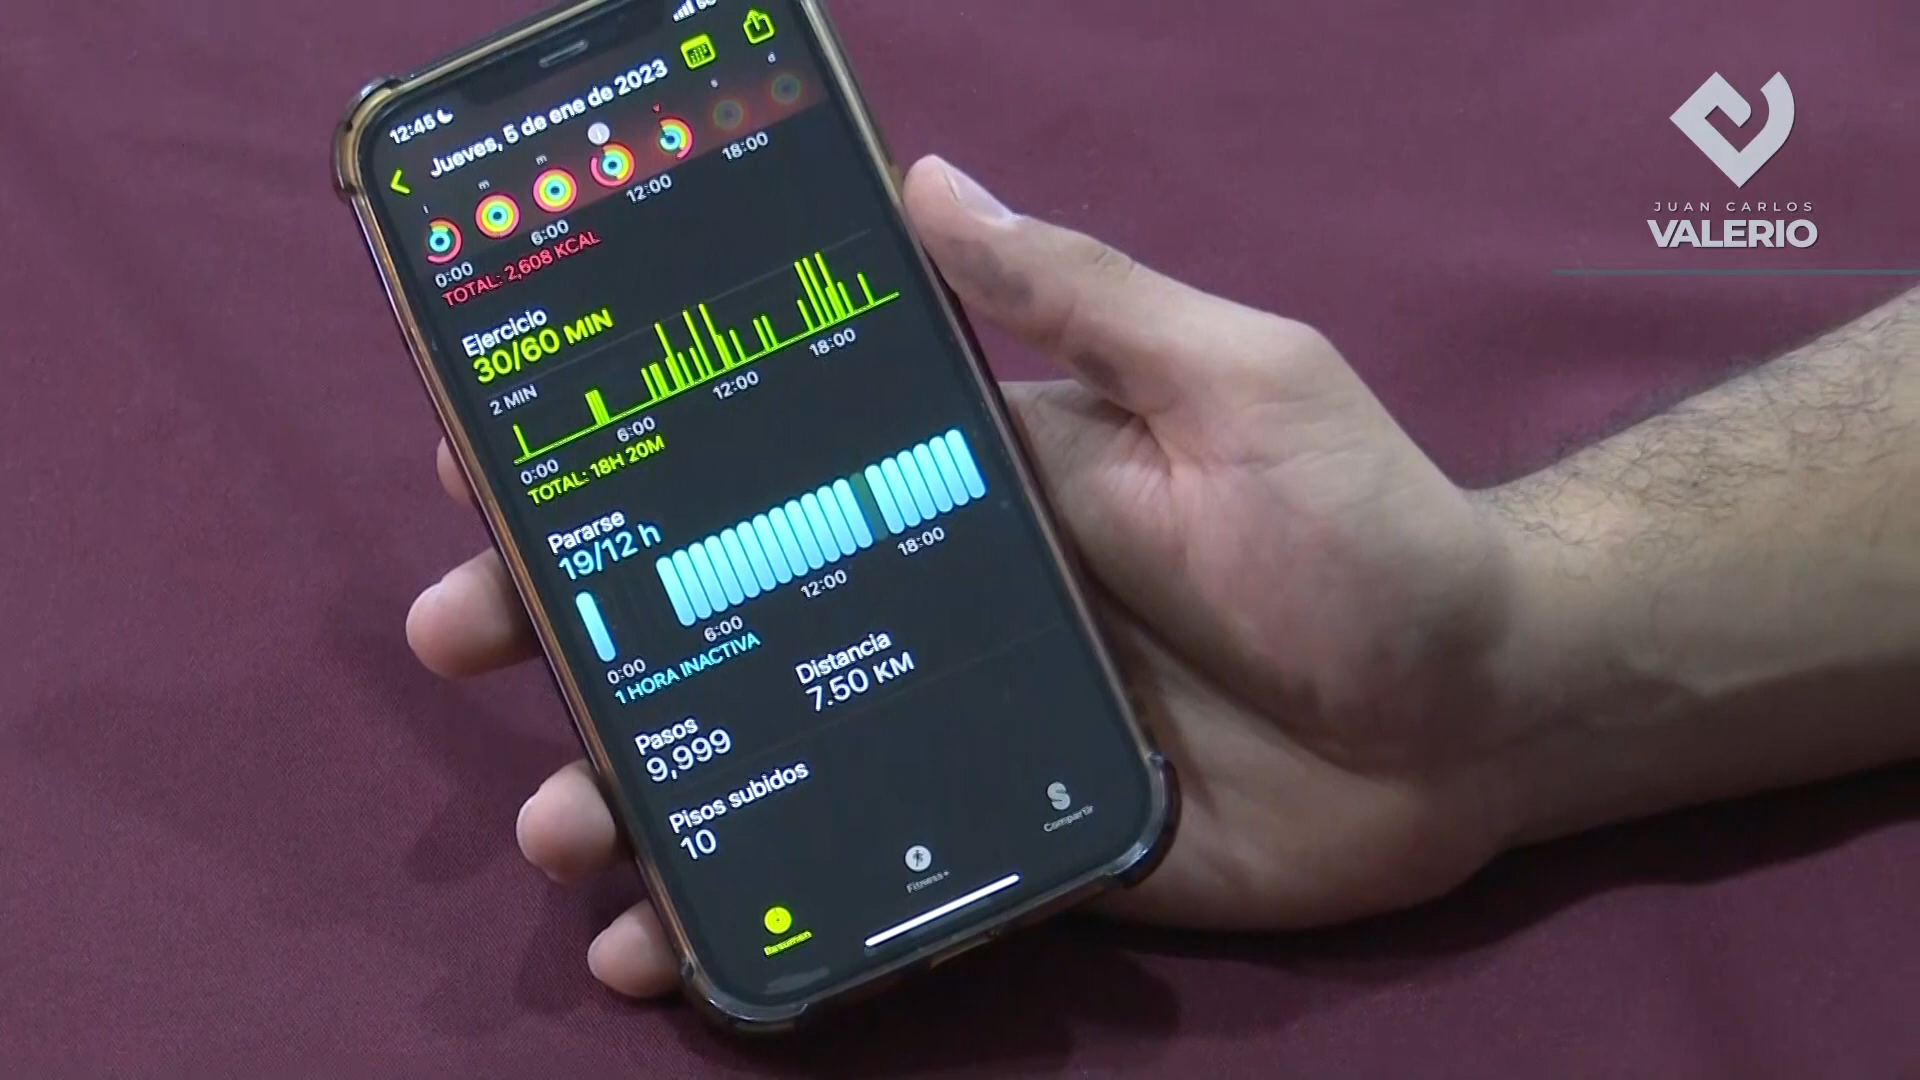 12:45
Jueves, 5 de ene de 2023
l m m j v s d
0:00 6:00 12:00 18:00
TOTAL: 2,608 KCAL
Ejercicio
30/60 MIN
2 MIN
0:00 6:00 12:00 18:00
TOTAL: 18H 20M
Pararse
19/12 h
0:00 6:00 12:00 18:00
1 HORA INACTIVA
Pasos
9,999
Distancia
7.50 KM
Pisos subidos
10
Resumen
Fitness+
Compartir
JUAN CARLOS
VALERIO